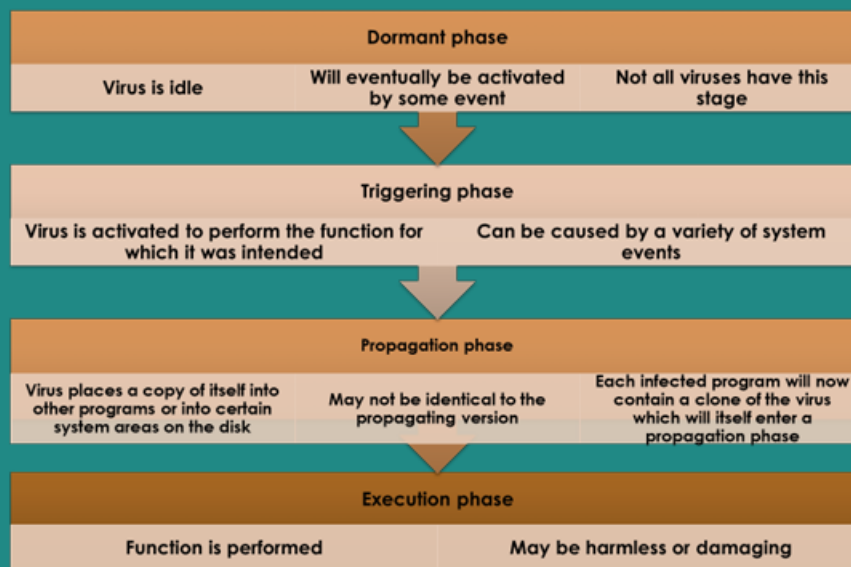 Dormant phase
Virus is idle
Will eventually be activated
by some event
Not all viruses have this
stage
Triggering phase
Virus is activated to perform the function for
which it was intended
Can be caused by a variety of system
events
Propagation phase
Virus places a copy of itself into
other programs or into certain
system areas on the disk
May not be identical to the
propagating version
Each infected program will now
contain a clone of the virus
which will itself enter a
propagation phase
Execution phase
Function is performed
May be harmless or damaging